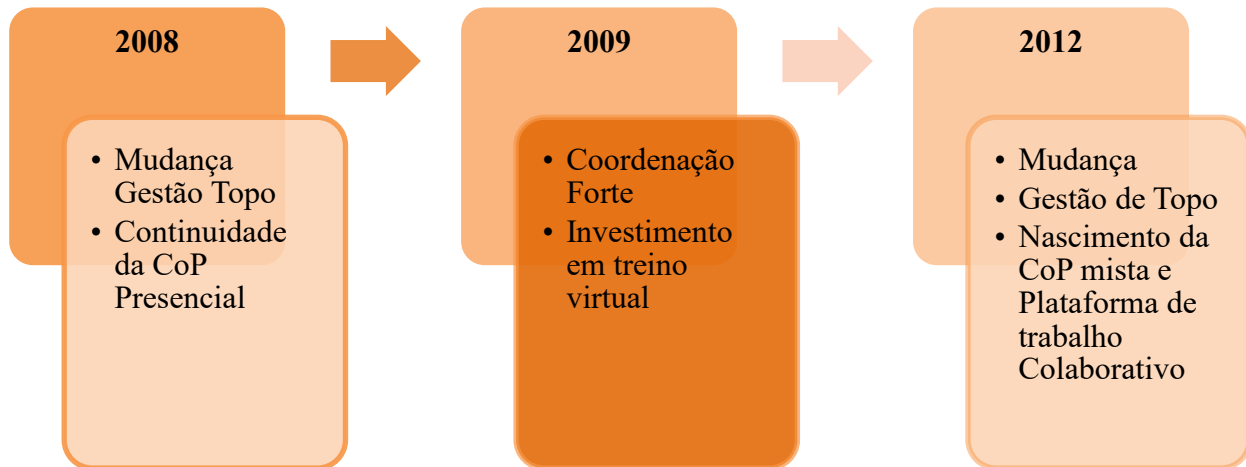 2008
• Mudança
Gestão Topo
• Continuidade
da CoP
Presencial
2009
• Coordenação
Forte
• Investimento
em treino
virtual
2012
• Mudança
• Gestão de Topo
• Nascimento da
CoP mista e
Plataforma de
trabalho
Colaborativo